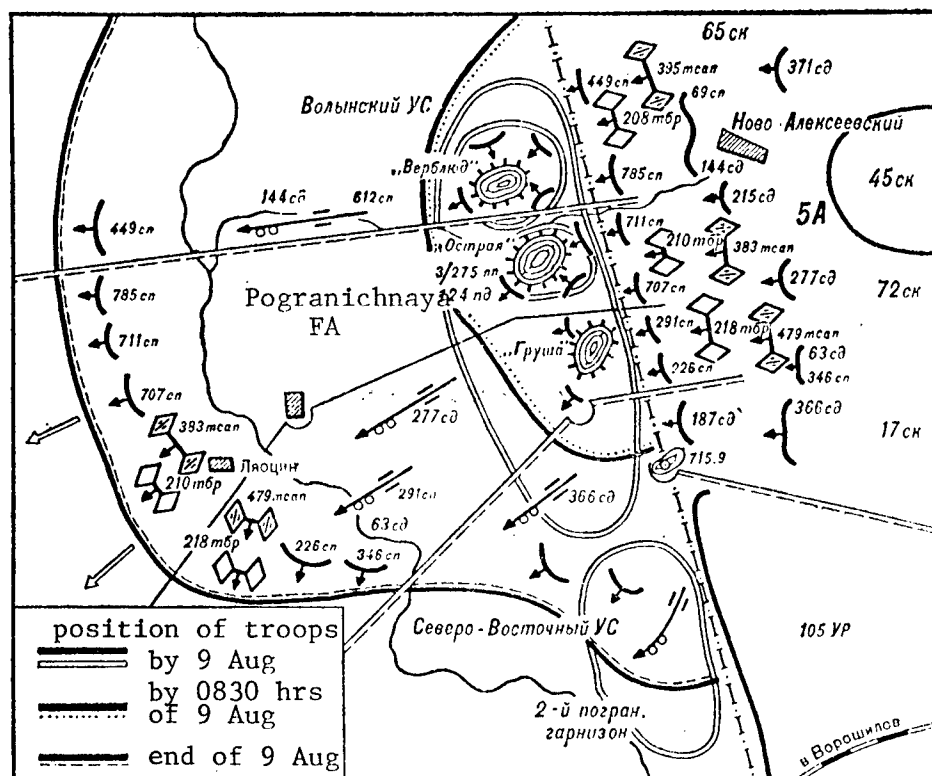 65 ск
371 сд
395 тсап
449 сп
69 сп
208 тбр
Волынский УС
Ново-Алексеевский
„Верблюд"
144 сд
612 сп
785 сп
144 сд
215 сд
45 ск
5А
449 сп
„Острая"
711 сп
210 тбр
383 тсап
3/275 пп
124 пд
707 сп
277 сд
72 ск
785 сп
Pogranichnaya
FA
711 сп
„Груша"
291 сп
218 тбр
479 тсап
63 сд
226 сп
346 сп
707 сп
277 сд
187 сд
366 сд
17 ск
383 тсап
Ляоцин
715.9
210 тбр
479 тсап
291 сп
366 сд
63 сд
218 тбр
226 сп
346 сп
Северо-Восточный УС
105 УР
2-й погран.
гарнизон
в Ворошилов
position of troops
by 9 Aug
by 0830 hrs
of 9 Aug
end of 9 Aug